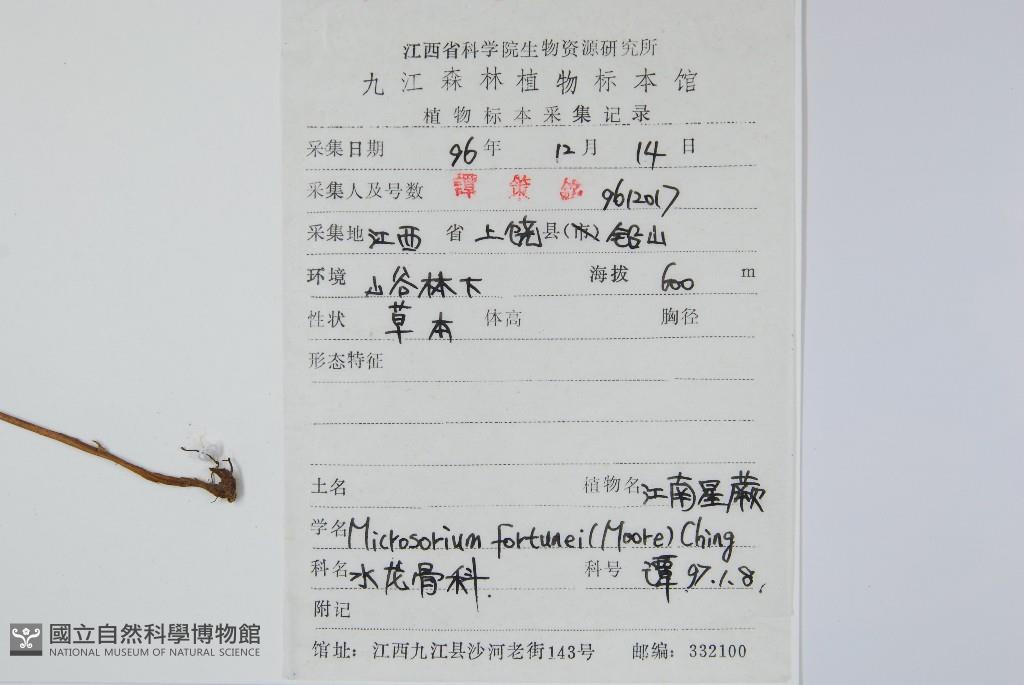 江西省科学院生物资源研究所
九江森林植物标本馆
植物标本采集记录
采集日期 96年 12月 14日
采集人及号数 譚策铭 9612017
采集地 江西 省 上饶 县(市) 铅山
环境 山谷林下 海拔 600 m
性状 草本 体高 胸径
形态特征
土名 植物名 江南星蕨
学名 Microsorium fortunei (Moore) Ching
科名 水龙骨科. 科号 谭 97.1.8.
附记
馆址：江西九江县沙河老街143号 邮编：332100
國立自然科學博物館
NATIONAL MUSEUM OF NATURAL SCIENCE